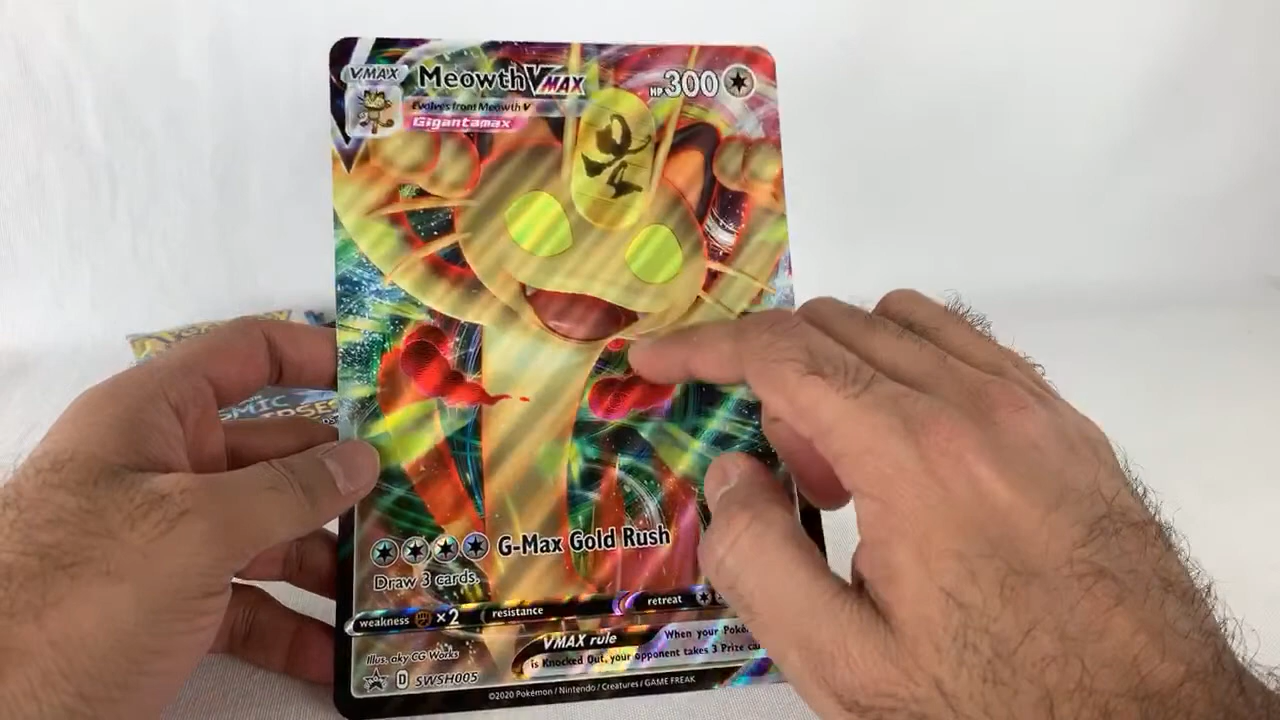 VMAX
Meowth VMAX
HP 300
Evolves from Meowth V
Gigantamax
G-Max Gold Rush
Draw 3 cards.
weakness ×2 resistance retreat
VMAX rule When your Poké
is Knocked Out, your opponent takes 3 Prize ca
Illus. aky CG Works
D SWSH005
©2020 Pokémon / Nintendo / Creatures / GAME FREAK